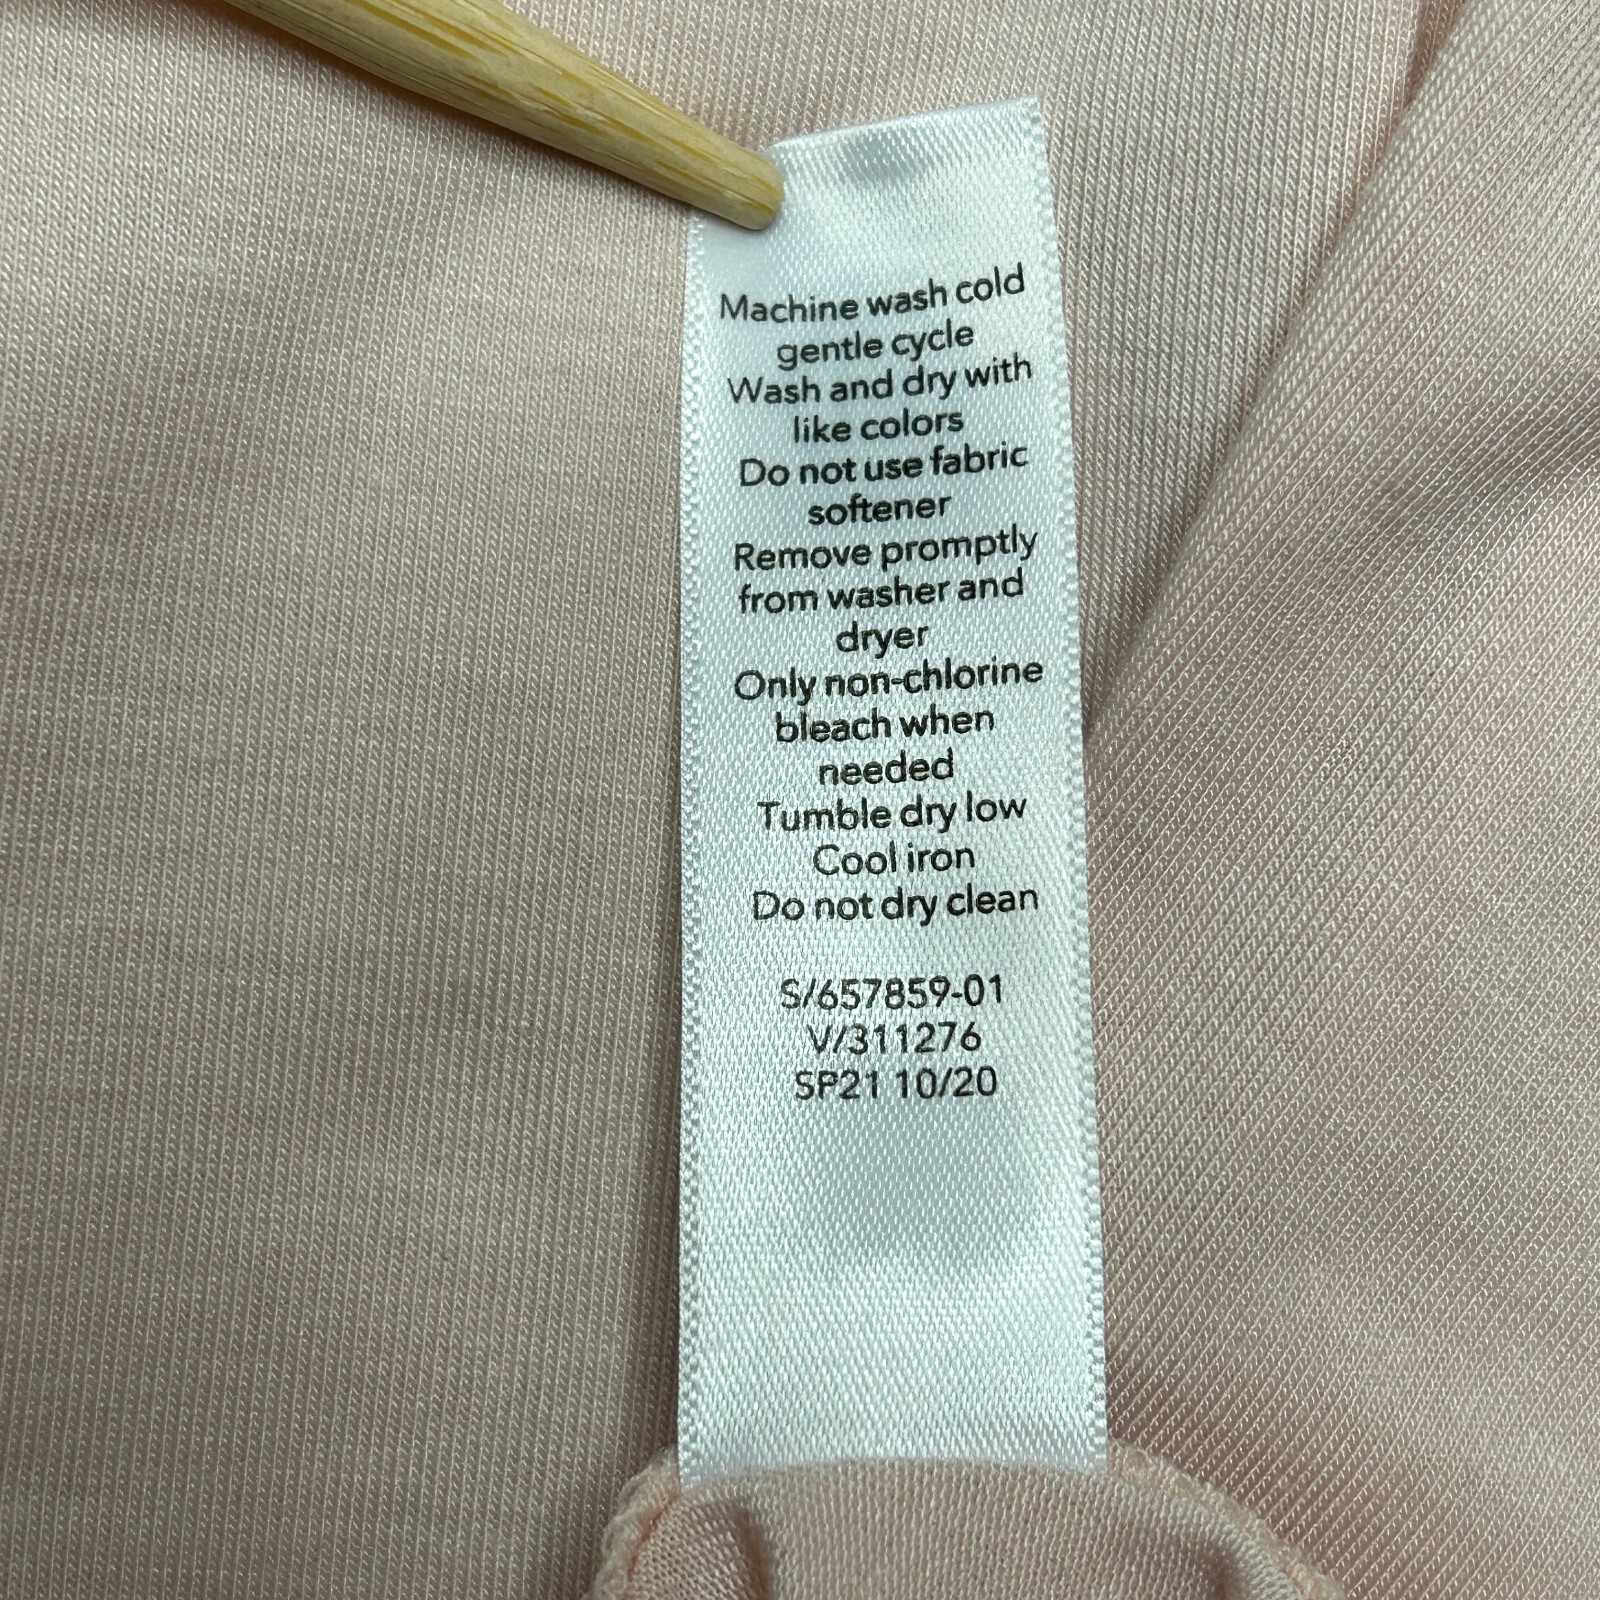 Machine wash cold
gentle cycle
Wash and dry with
like colors
Do not use fabric
softener
Remove promptly
from washer and
dryer
Only non-chlorine
bleach when
needed
Tumble dry low
Cool iron
Do not dry clean
S/657859-01
V/311276
SP21 10/20